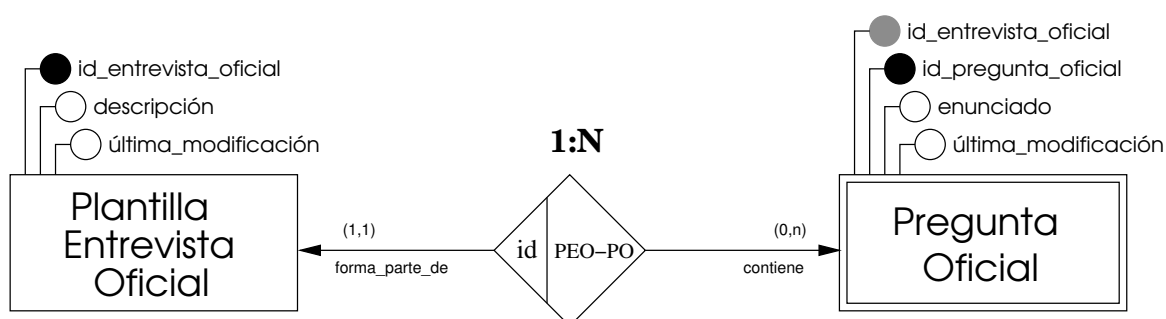 id_entrevista_oficial
id_entrevista_oficial
id_pregunta_oficial
descripción
enunciado
última_modificación
última_modificación
1:N
Plantilla
Entrevista
Oficial
(1,1)
forma_parte_de
id
PEO–PO
(0,n)
contiene
Pregunta
Oficial